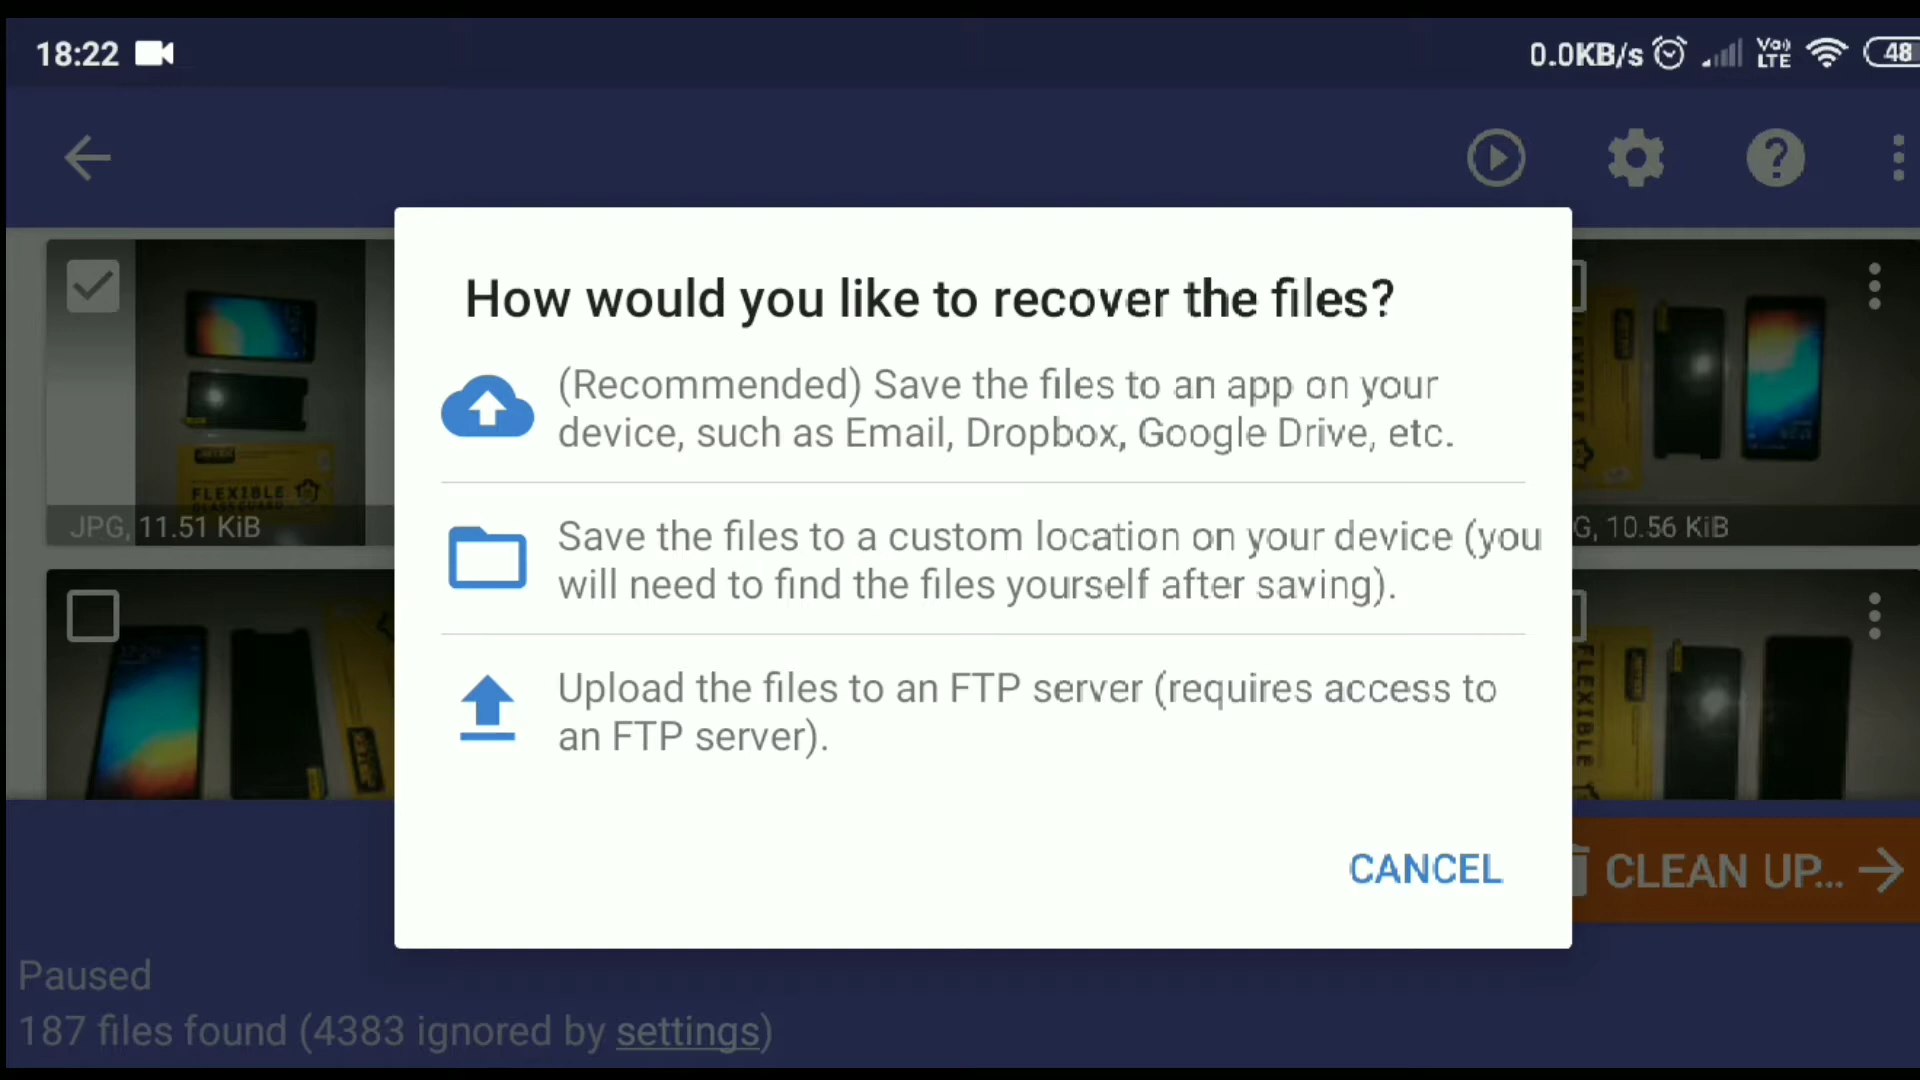 18:22
0.0KB/s Vo) LTE 48
How would you like to recover the files?
(Recommended) Save the files to an app on your
device, such as Email, Dropbox, Google Drive, etc.
Save the files to a custom location on your device (you
will need to find the files yourself after saving).
Upload the files to an FTP server (requires access to
an FTP server).
CANCEL
FLEXIBLE
JPG, 11.51 KiB
G, 10.56 KiB
FLEXIBLE
CLEAN UP...
Paused
187 files found (4383 ignored by settings)